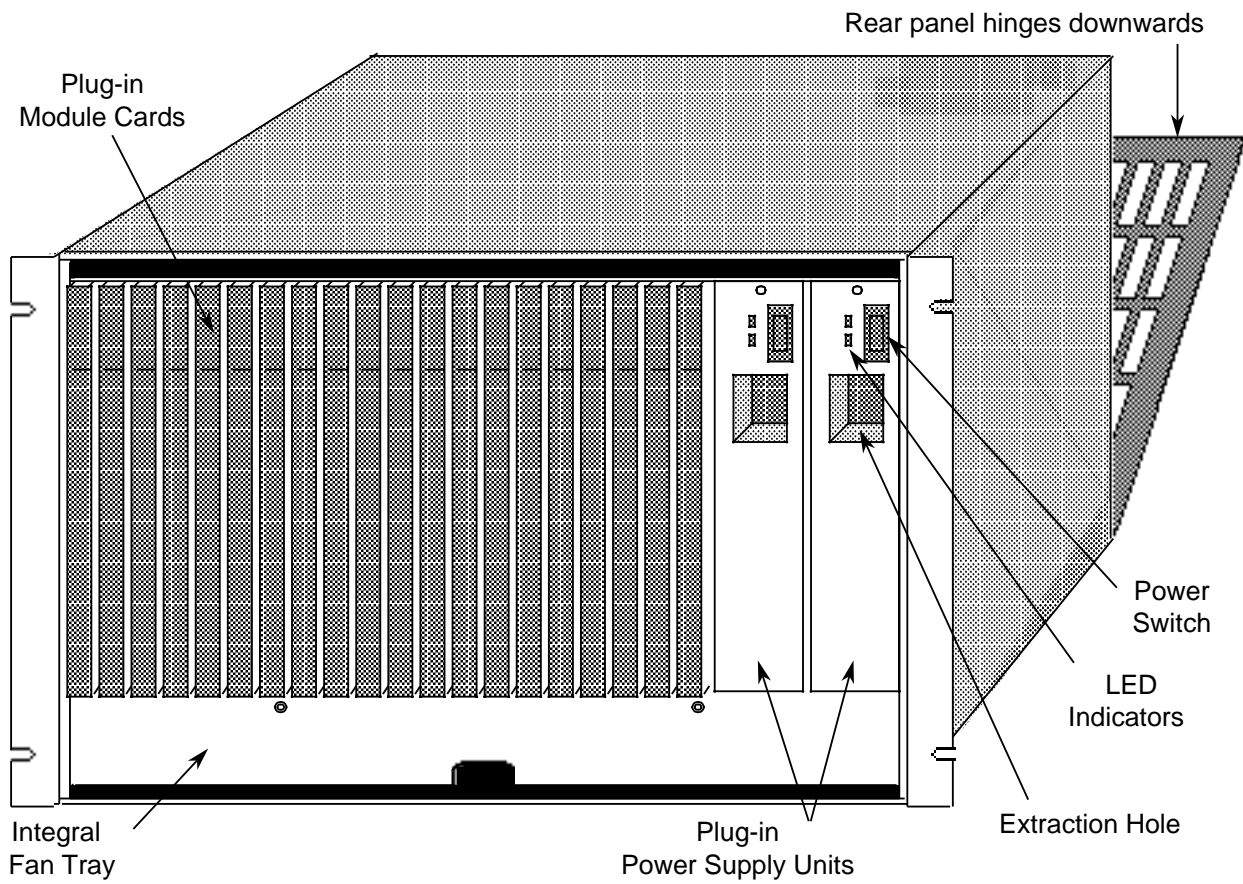 Rear panel hinges downwards
Plug-in
Module Cards
Power
Switch
LED
Indicators
Extraction Hole
Integral
Fan Tray
Plug-in
Power Supply Units